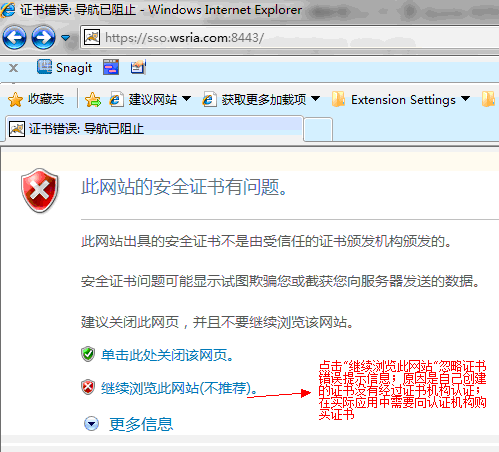 证书错误: 导航已阻止 - Windows Internet Explorer
https://sso.wsria.com:8443/
x Snagit
收藏夹 建议网站 获取更多加载项 Extension Settings
证书错误: 导航已阻止
此网站的安全证书有问题。
此网站出具的安全证书不是由受信任的证书颁发机构颁发的。
安全证书问题可能显示试图欺骗您或截获您向服务器发送的数据。
建议关闭此网页，并且不要继续浏览该网站。
单击此处关闭该网页。
继续浏览此网站(不推荐)。
点击"继续浏览此网站"忽略证书
错误提示信息；原因是自己创建
的证书没有经过证书机构认证；
在实际应用中需要向认证机构购
买证书
更多信息